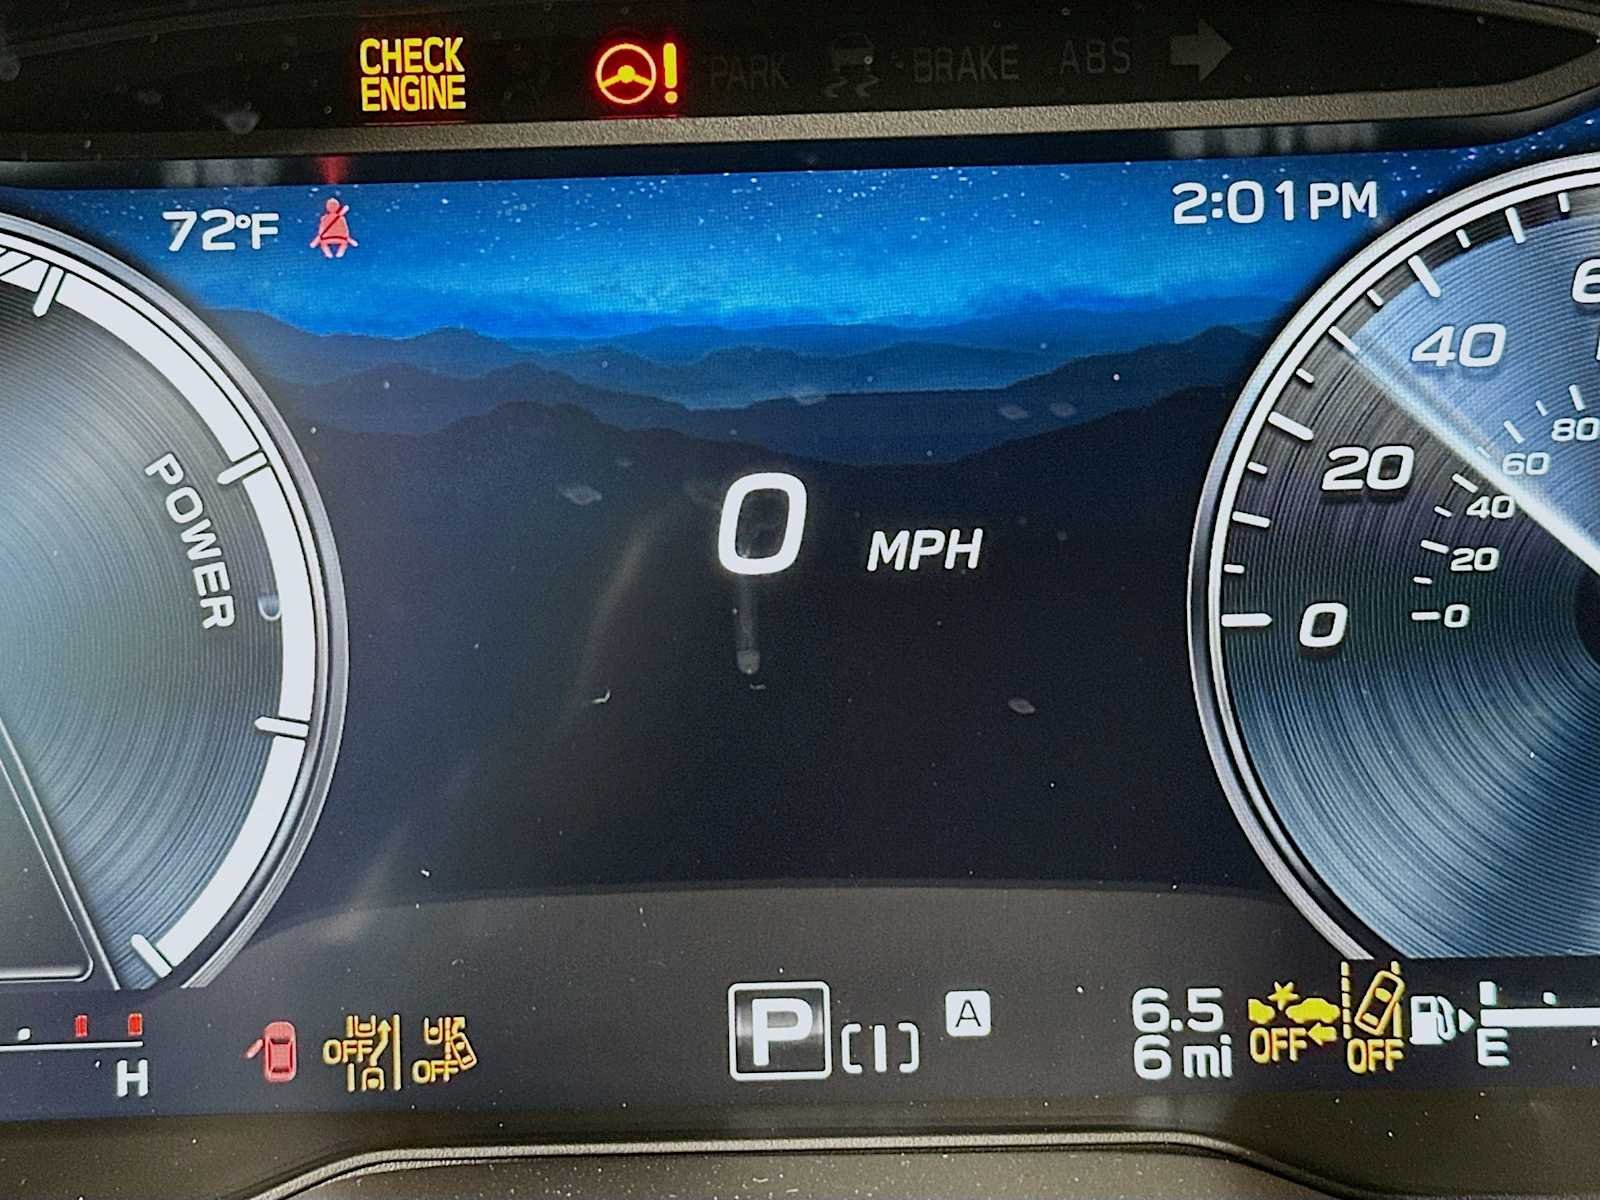 CHECK
ENGINE
! PARK BRAKE ABS
72°F
2:01PM
POWER
0 MPH
40
20
0
80
60
40
20
0
H
OFF
OFF
P
( I )
A
6.5
6 mi
OFF
OFF
E